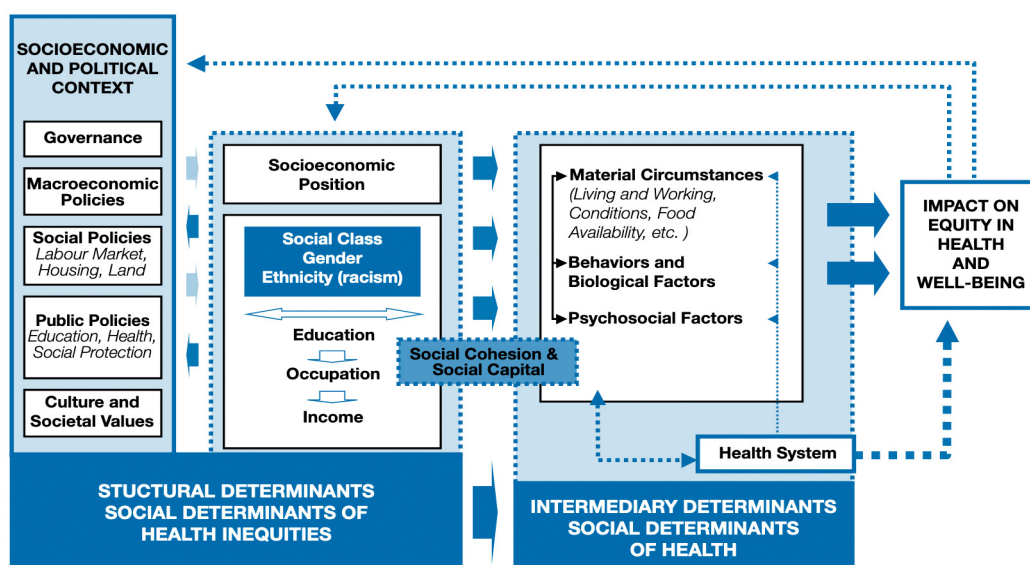 SOCIOECONOMIC
AND POLITICAL
CONTEXT
Governance
Macroeconomic
Policies
Social Policies
Labour Market,
Housing, Land
Public Policies
Education, Health,
Social Protection
Culture and
Societal Values
Socioeconomic
Position
Social Class
Gender
Ethnicity (racism)
Education
Occupation
Income
Social Cohesion &
Social Capital
Material Circumstances
(Living and Working,
Conditions, Food
Availability, etc. )
Behaviors and
Biological Factors
Psychosocial Factors
Health System
IMPACT ON
EQUITY IN
HEALTH
AND
WELL-BEING
STUCTURAL DETERMINANTS
SOCIAL DETERMINANTS OF
HEALTH INEQUITIES
INTERMEDIARY DETERMINANTS
SOCIAL DETERMINANTS
OF HEALTH